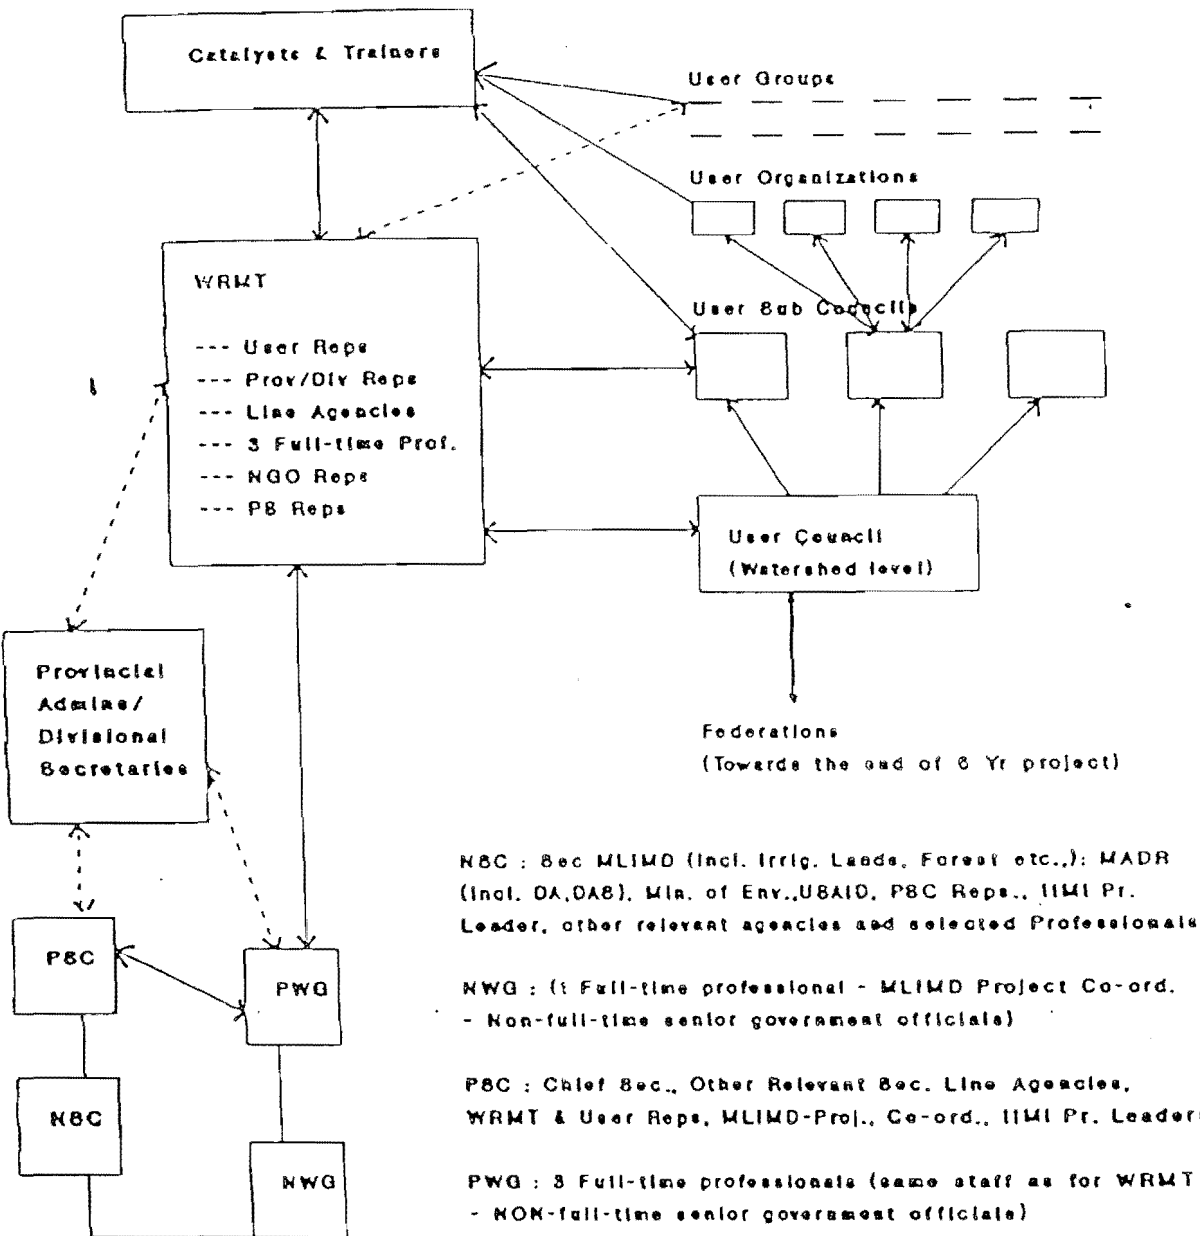 Catalysts & Trainers
User Groups
User Organizations
WRMT
User Sub Councils
--- User Reps
--- Prov/Div Reps
--- Line Agencies
--- 3 Full-time Prof.
--- NGO Reps
--- PS Reps
User Council
(Watershed level)
Provincial
Admins/
Divisional
Secretaries
Federations
(Towards the end of 6 Yr project)
NSC : Sec MLIMD (Incl. Irrig. Lands, Forest etc.,): MADR
(Incl. DA,DAS), Min. of Env.,USAID, PSC Reps., IIMI Pr.
Leader, other relevant agencies and selected Professionals
PSC
PWG
NWG : (1 Full-time professional - MLIMD Project Co-ord.
- Non-full-time senior government officials)
NSC
PSC : Chief Sec., Other Relevant Sec. Line Agencies,
WRMT & User Reps, MLIMD-Proj., Co-ord., IIMI Pr. Leader
NWG
PWG : 3 Full-time professionals (same staff as for WRMT
- NON-full-time senior government officials)